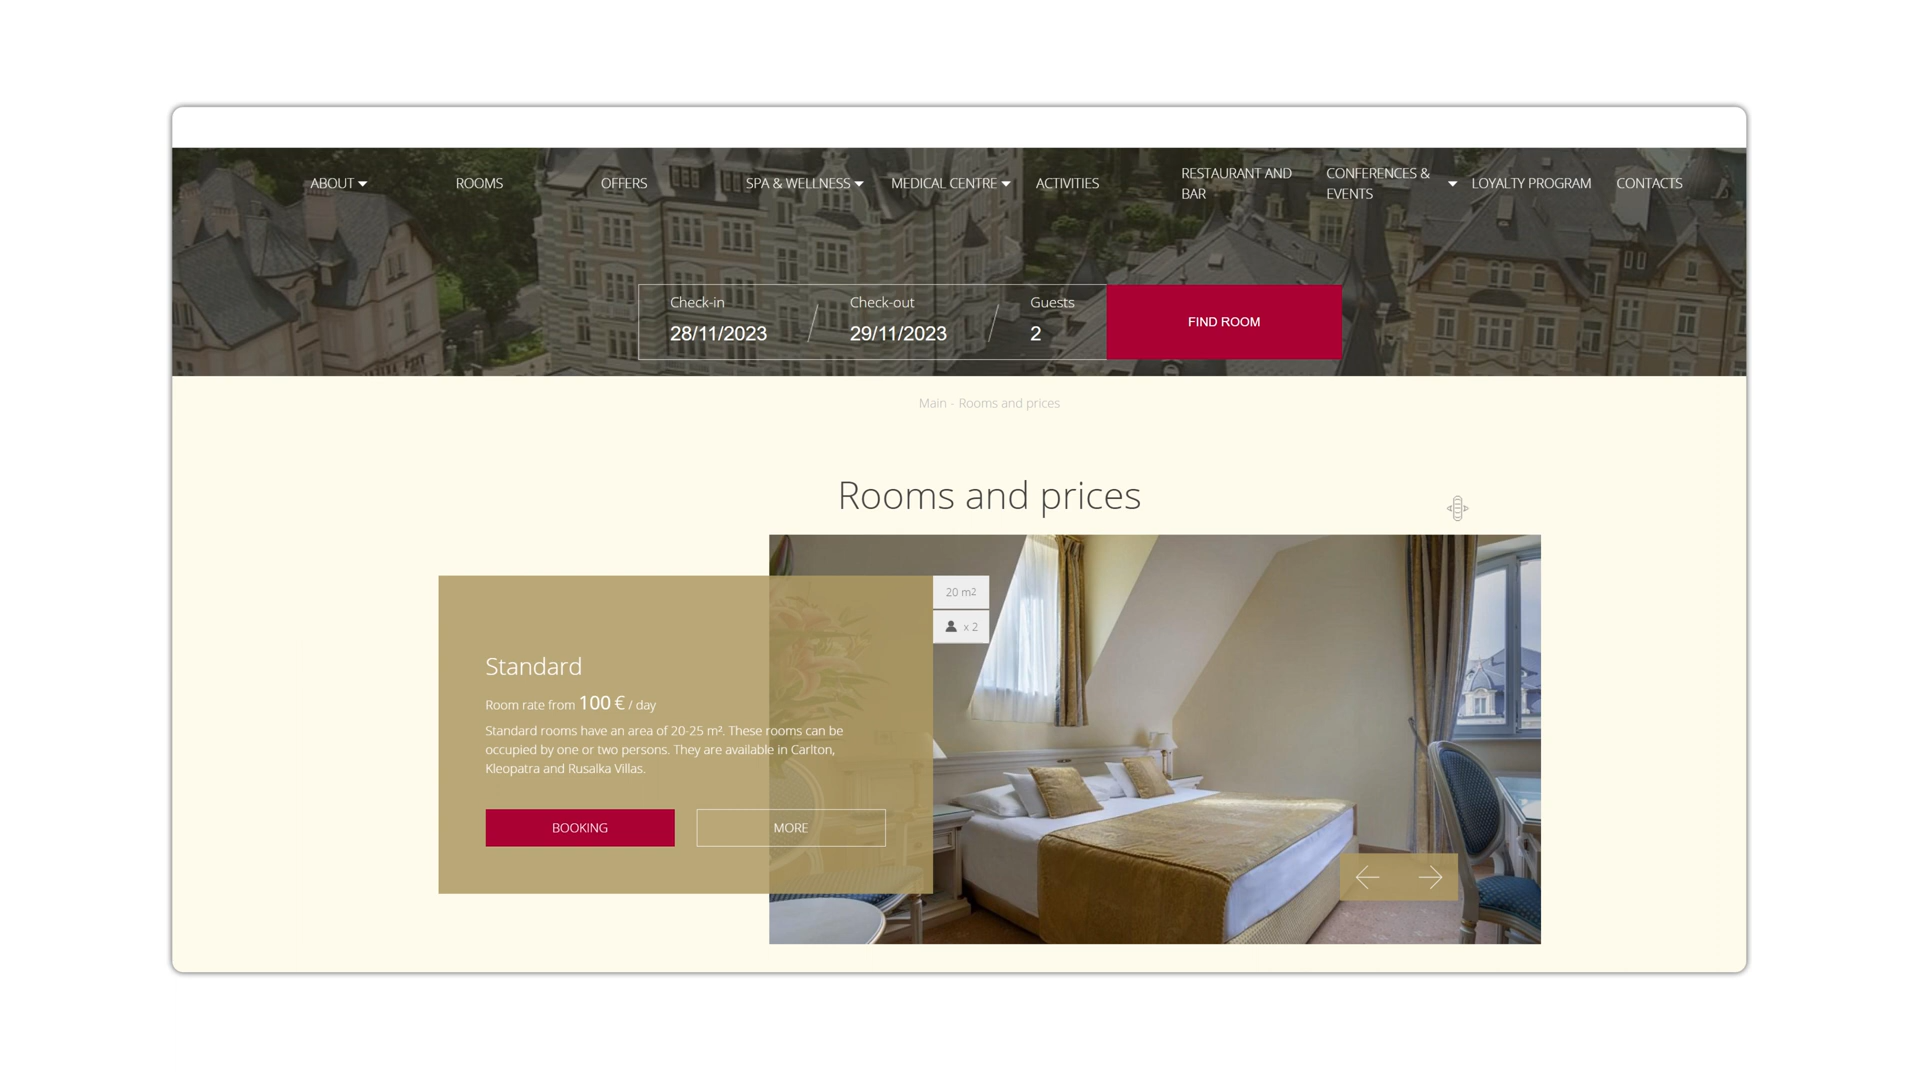 ABOUT
ROOMS
OFFERS
SPA & WELLNESS
MEDICAL CENTRE
ACTIVITIES
RESTAURANT AND
BAR
CONFERENCES &
EVENTS
LOYALTY PROGRAM
CONTACTS
Check-in
28/11/2023
Check-out
29/11/2023
Guests
2
FIND ROOM
Main - Rooms and prices
Rooms and prices
20 m2
x 2
Standard
Room rate from 100 € / day
Standard rooms have an area of 20-25 m². These rooms can be
occupied by one or two persons. They are available in Carlton,
Kleopatra and Rusalka Villas.
BOOKING
MORE